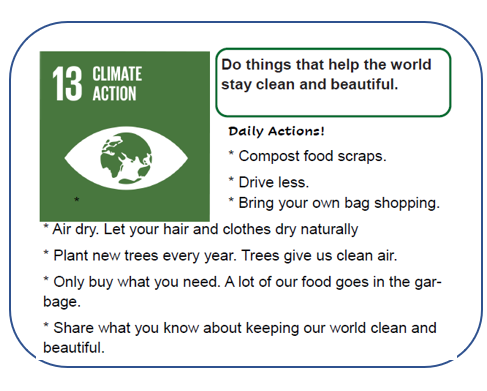 13 CLIMATE
ACTION
Do things that help the world
stay clean and beautiful.
Daily Actions!
* Compost food scraps.
* Drive less.
* Bring your own bag shopping.
*
* Air dry. Let your hair and clothes dry naturally
* Plant new trees every year. Trees give us clean air.
* Only buy what you need. A lot of our food goes in the gar-
bage.
* Share what you know about keeping our world clean and
beautiful.